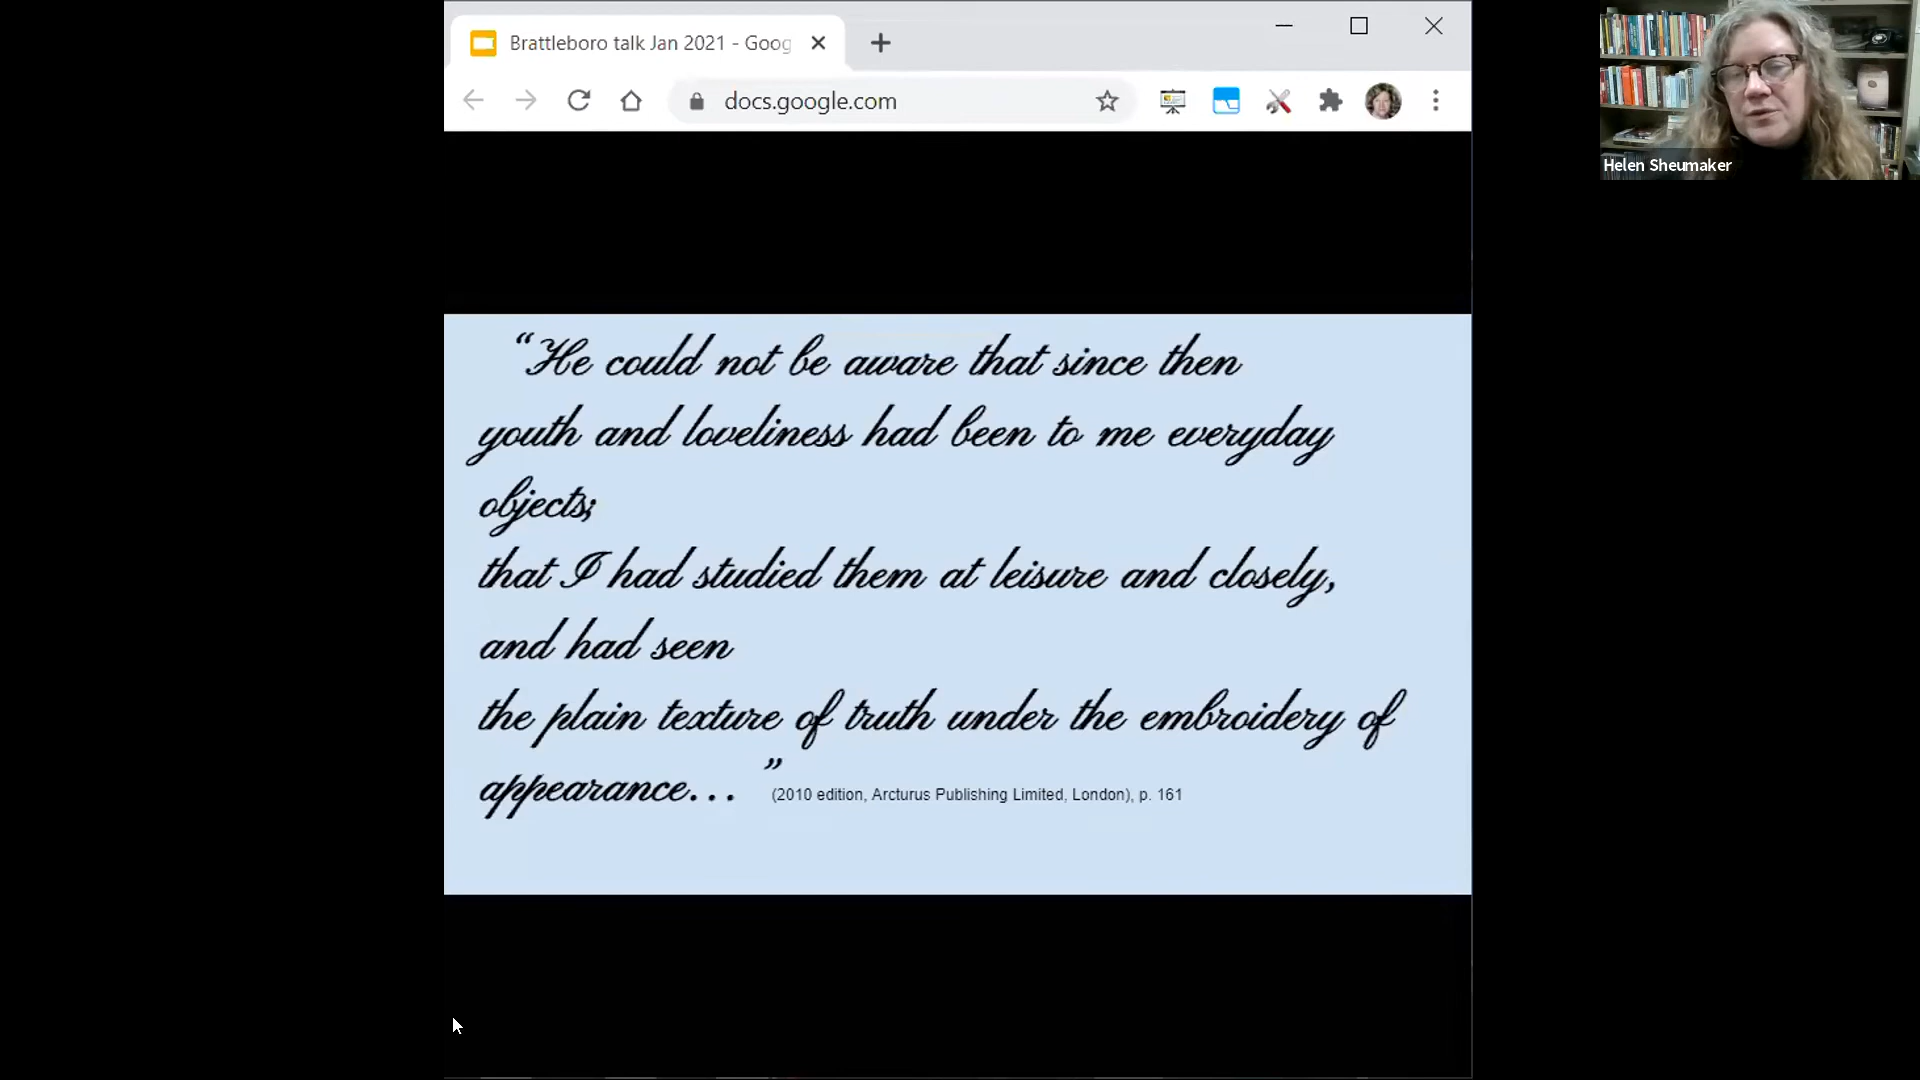 Brattleboro talk Jan 2021 - Goog
docs.google.com
Helen Sheumaker
“He could not be aware that since then
youth and loveliness had been to me everyday
objects;
that I had studied them at leisure and closely,
and had seen
the plain texture of truth under the embroidery of
appearance... ” (2010 edition, Arcturus Publishing Limited, London), p. 161